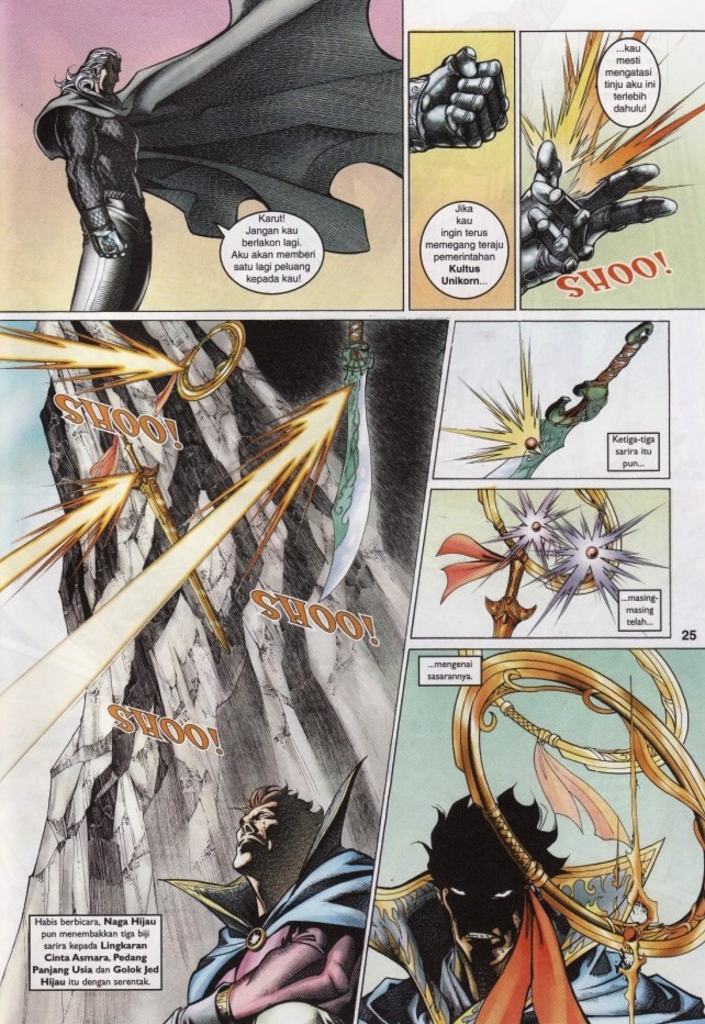 Karut!
Jangan kau
berlakon lagi.
Aku akan memberi
satu lagi peluang
kepada kau!
Jika
kau
ingin terus
memegang teraju
pemerintahan
Kultus
Unikorn...
...kau
mesti
mengatasi
tinju aku ini
terlebih
dahulu!
SHOO!
SHOO!
SHOO!
SHOO!
Habis berbicara, Naga Hijau
pun menembakkan tiga biji
sarira kepada Lingkaran
Cinta Asmara, Pedang
Panjang Usia dan Golok Jed
Hijau itu dengan serentak.
Ketiga-tiga
sarira itu
pun...
...masing-
masing
telah...
25
...mengenai
sasarannya.